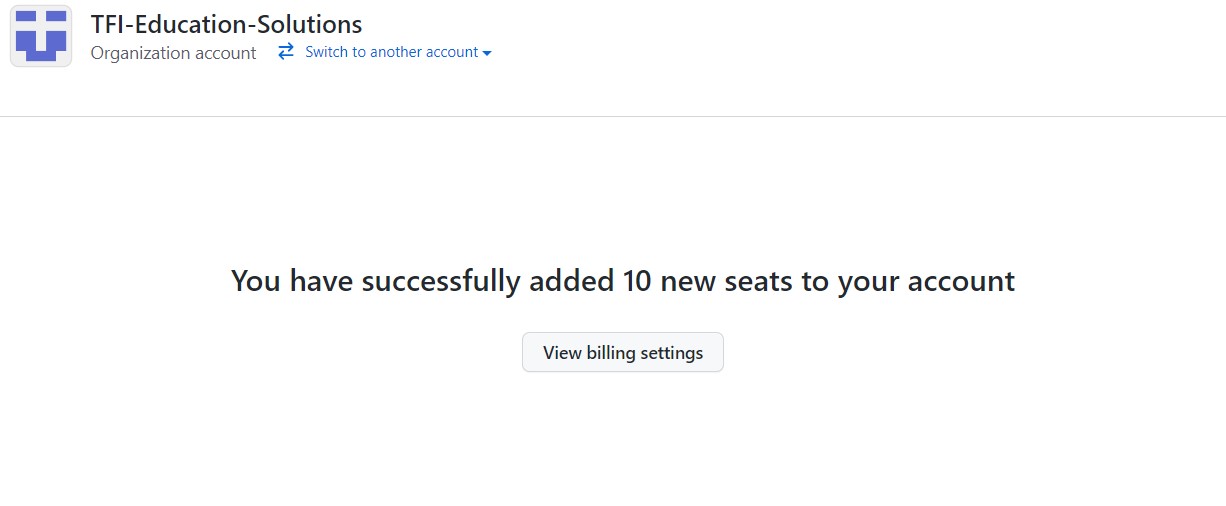 TFI-Education-Solutions
Organization account Switch to another account
You have successfully added 10 new seats to your account
View billing settings